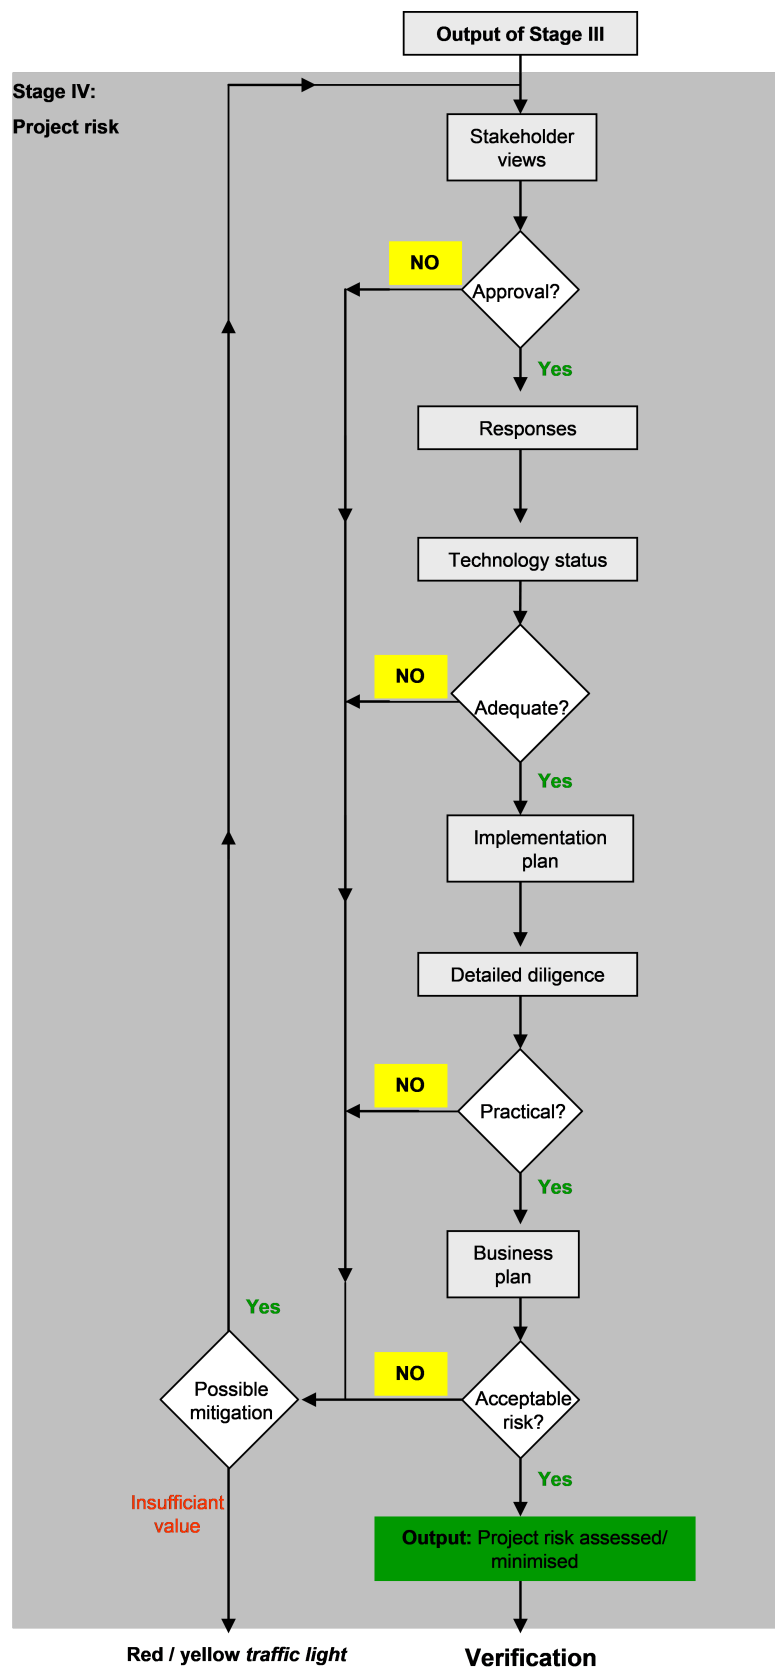 Output of Stage III
Stage IV:
Project risk
Stakeholder
views
NO
Approval?
Yes
Responses
Technology status
NO
Adequate?
Yes
Implementation
plan
Detailed diligence
NO
Practical?
Yes
Business
plan
Yes
NO
Possible
mitigation
Acceptable
risk?
Yes
Insufficiant
value
Output: Project risk assessed/
minimised
Red / yellow traffic light
Verification